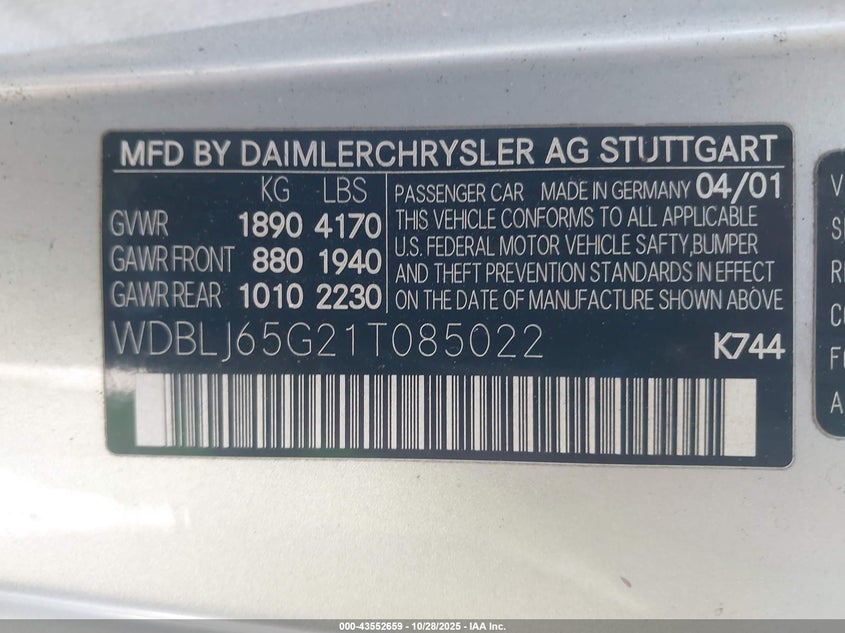 MFD BY DAIMLERCHRYSLER AG STUTTGART
KG LBS
GVWR 1890 4170
GAWR FRONT 880 1940
GAWR REAR 1010 2230
PASSENGER CAR MADE IN GERMANY 04/01
THIS VEHICLE CONFORMS TO ALL APPLICABLE
U.S. FEDERAL MOTOR VEHICLE SAFTY,BUMPER
AND THEFT PREVENTION STANDARDS IN EFFECT
ON THE DATE OF MANUFACTURE SHOWN ABOVE
WDBLJ65G21T085022 K744
000-43552659 | 10/28/2025 - IAA Inc.